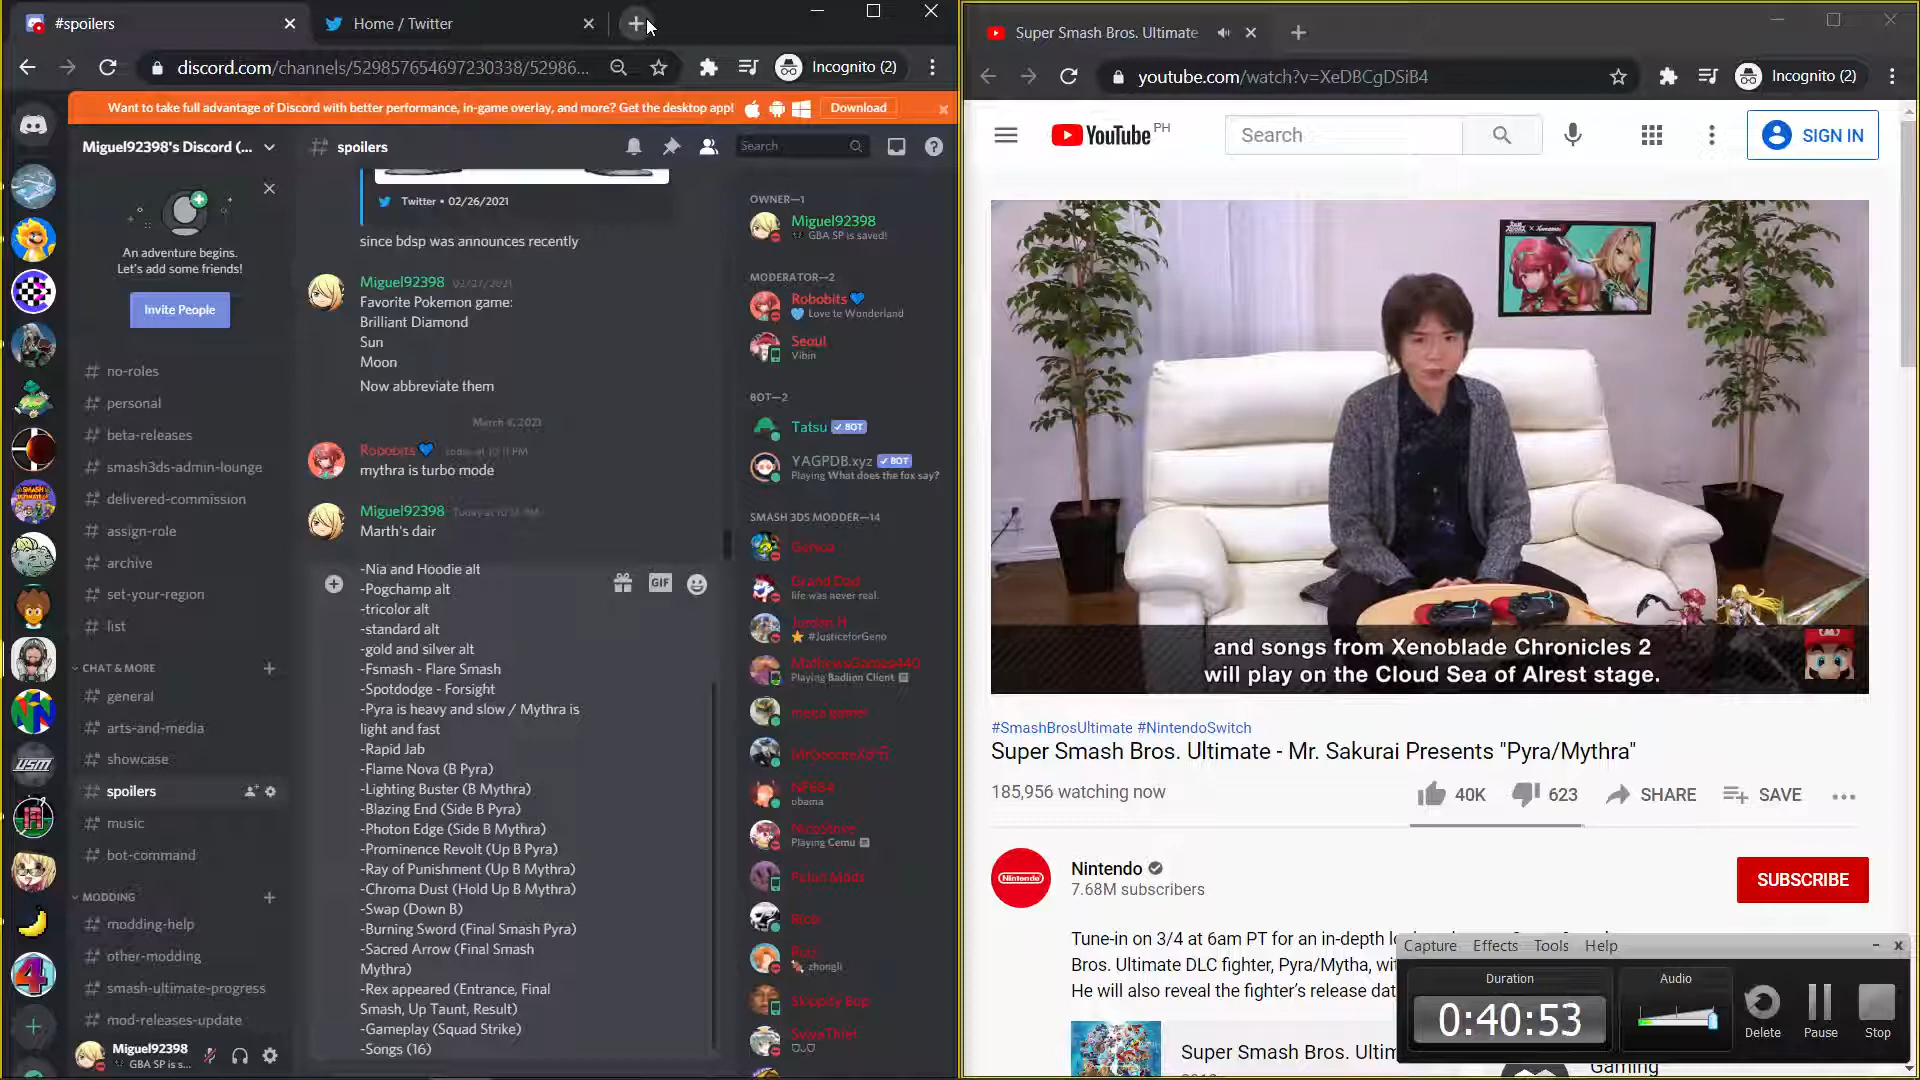 #spoilers
Home / Twitter
discord.com/channels/529857654697230338/52986...
Incognito (2)
Want to take full advantage of Discord with better performance, in-game overlay, and more? Get the desktop app!
Download
Miguel92398's Discord (...
An adventure begins.
Let's add some friends!
Invite People
# no-roles
# personal
# beta-releases
# smash3ds-admin-lounge
# delivered-commission
# assign-role
# archive
# set-your-region
# list
CHAT & MORE
# general
# arts-and-media
# showcase
# spoilers
# music
# bot-command
MODDING
# modding-help
# other-modding
# smash-ultimate-progress
# mod-releases-update
Miguel92398
GBA SP is s...
# spoilers
Search
Twitter • 02/26/2021
since bdsp was announces recently
Miguel92398 02/27/2021
Favorite Pokemon game:
Brilliant Diamond
Sun
Moon
Now abbreviate them
March 4, 2021
Robobits Today at 10:11 PM
mythra is turbo mode
Miguel92398
Marth's dair
-Nia and Hoodie alt
-Pogchamp alt
-tricolor alt
-standard alt
-gold and silver alt
-Fsmash - Flare Smash
-Spotdodge - Forsight
-Pyra is heavy and slow / Mythra is
light and fast
-Rapid Jab
-Flame Nova (B Pyra)
-Lighting Buster (B Mythra)
-Blazing End (Side B Pyra)
-Photon Edge (Side B Mythra)
-Prominence Revolt (Up B Pyra)
-Ray of Punishment (Up B Mythra)
-Chroma Dust (Hold Up B Mythra)
-Swap (Down B)
-Burning Sword (Final Smash Pyra)
-Sacred Arrow (Final Smash
Mythra)
-Rex appeared (Entrance, Final
Smash, Up Taunt, Result)
-Gameplay (Squad Strike)
-Songs (16)
GIF
OWNER—1
Miguel92398
GBA SP is saved!
MODERATOR—2
Robobits
Love te Wonderland
Seoul
Vibin
BOT—2
Tatsu BOT
YAGPDB.xyz BOT
Playing What does the fox say?
SMASH 3DS MODDER—14
Genica
Grand Dad
life was never real.
Jordan H
#JusticeforGeno
MathewsGames440
Playing Badlion Client
mega gamer
NF684
obama
NicoStrike
Playing Cemu
Rico
zhongli
Skippity Bop
SylvaThief
Super Smash Bros. Ultimate
youtube.com/watch?v=XeDBCgDSiB4
Incognito (2)
YouTube PH
Search
SIGN IN
and songs from Xenoblade Chronicles 2
will play on the Cloud Sea of Alrest stage.
#SmashBrosUltimate #NintendoSwitch
Super Smash Bros. Ultimate - Mr. Sakurai Presents "Pyra/Mythra"
185,956 watching now
40K
623
SHARE
SAVE
Nintendo
Nintendo
7.68M subscribers
SUBSCRIBE
Tune-in on 3/4 at 6am PT for an in-depth lo
Bros. Ultimate DLC fighter, Pyra/Mytha, wit
He will also reveal the fighter's release dat
Super Smash Bros. Ultim
Gaming
Capture Effects Tools Help
Duration
0:40:53
Audio
Delete
Pause
Stop